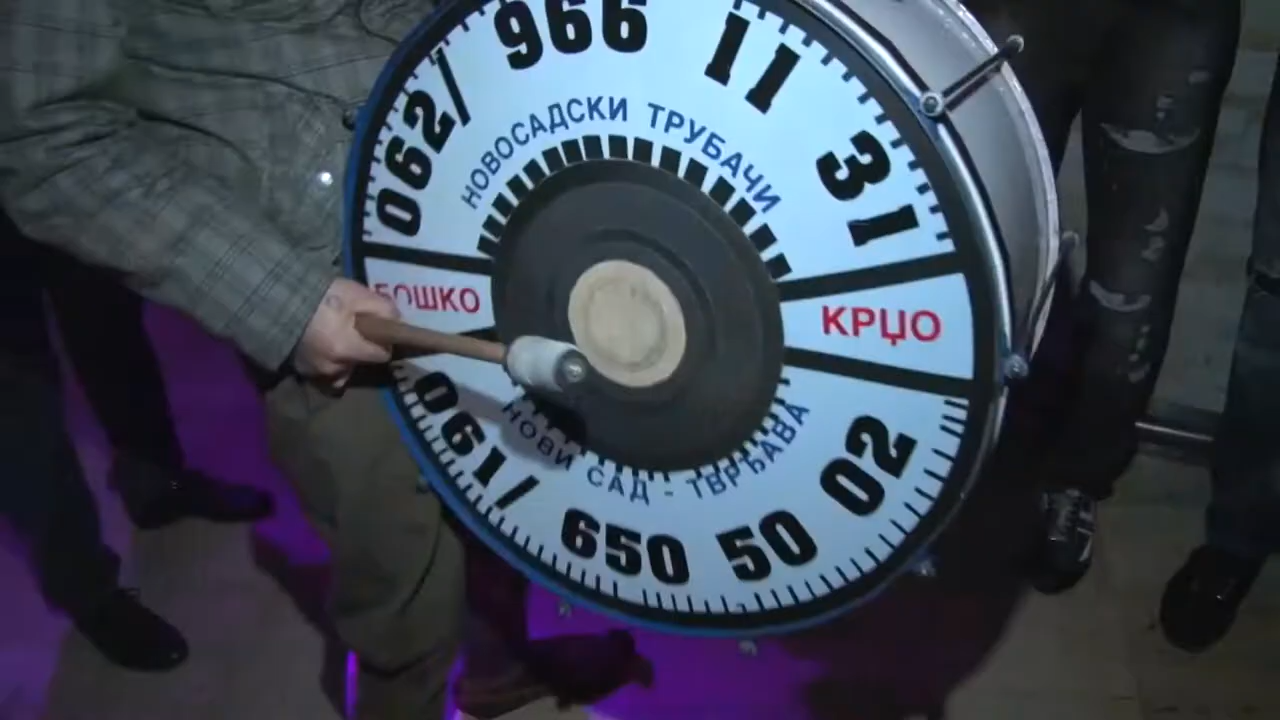 062/ 966 11 31
НОВОСАДСКИ ТРУБАЧИ
БОШКО
КРЏО
НОВИ САД - ТВРЂАВА
061/ 650 50 02